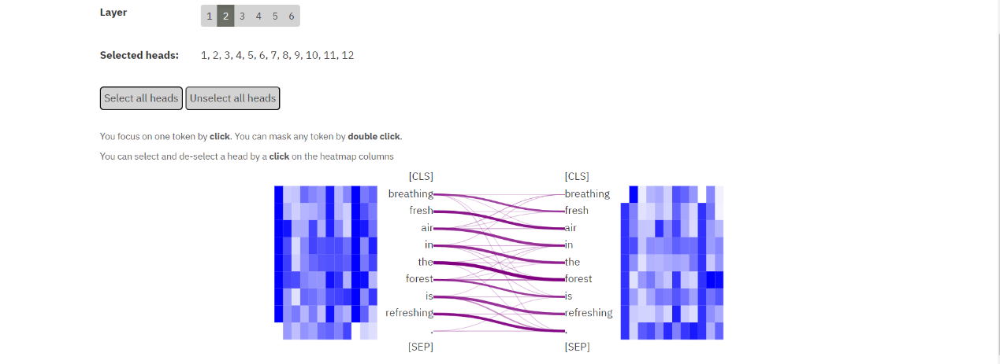 Layer 1 2 3 4 5 6
Selected heads: 1, 2, 3, 4, 5, 6, 7, 8, 9, 10, 11, 12
Select all heads Unselect all heads
You focus on one token by click. You can mask any token by double click.
You can select and de-select a head by a click on the heatmap columns
[CLS] [CLS]
breathing breathing
fresh fresh
air air
in in
the the
forest forest
is is
refreshing refreshing
. .
[SEP] [SEP]